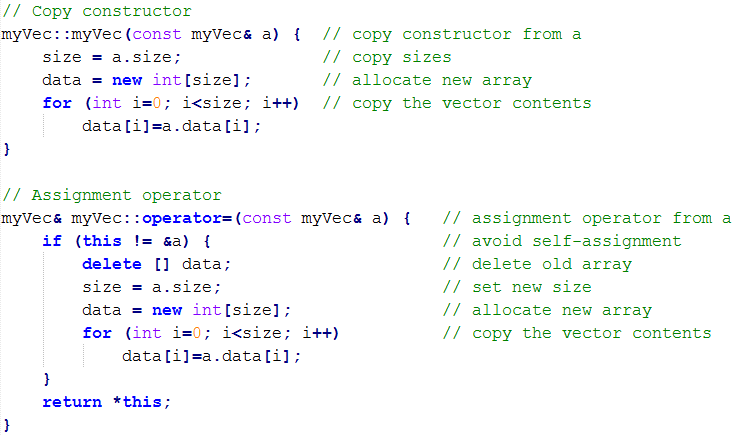 // Copy constructor
myVec::myVec(const myVec& a) {  // copy constructor from a
    size = a.size;              // copy sizes
    data = new int[size];       // allocate new array
    for (int i=0; i<size; i++)  // copy the vector contents
        data[i]=a.data[i];
}

// Assignment operator
myVec& myVec::operator=(const myVec& a) {   // assignment operator from a
    if (this != &a) {                       // avoid self-assignment
        delete [] data;                     // delete old array
        size = a.size;                      // set new size
        data = new int[size];               // allocate new array
        for (int i=0; i<size; i++)          // copy the vector contents
            data[i]=a.data[i];
    }
    return *this;
}